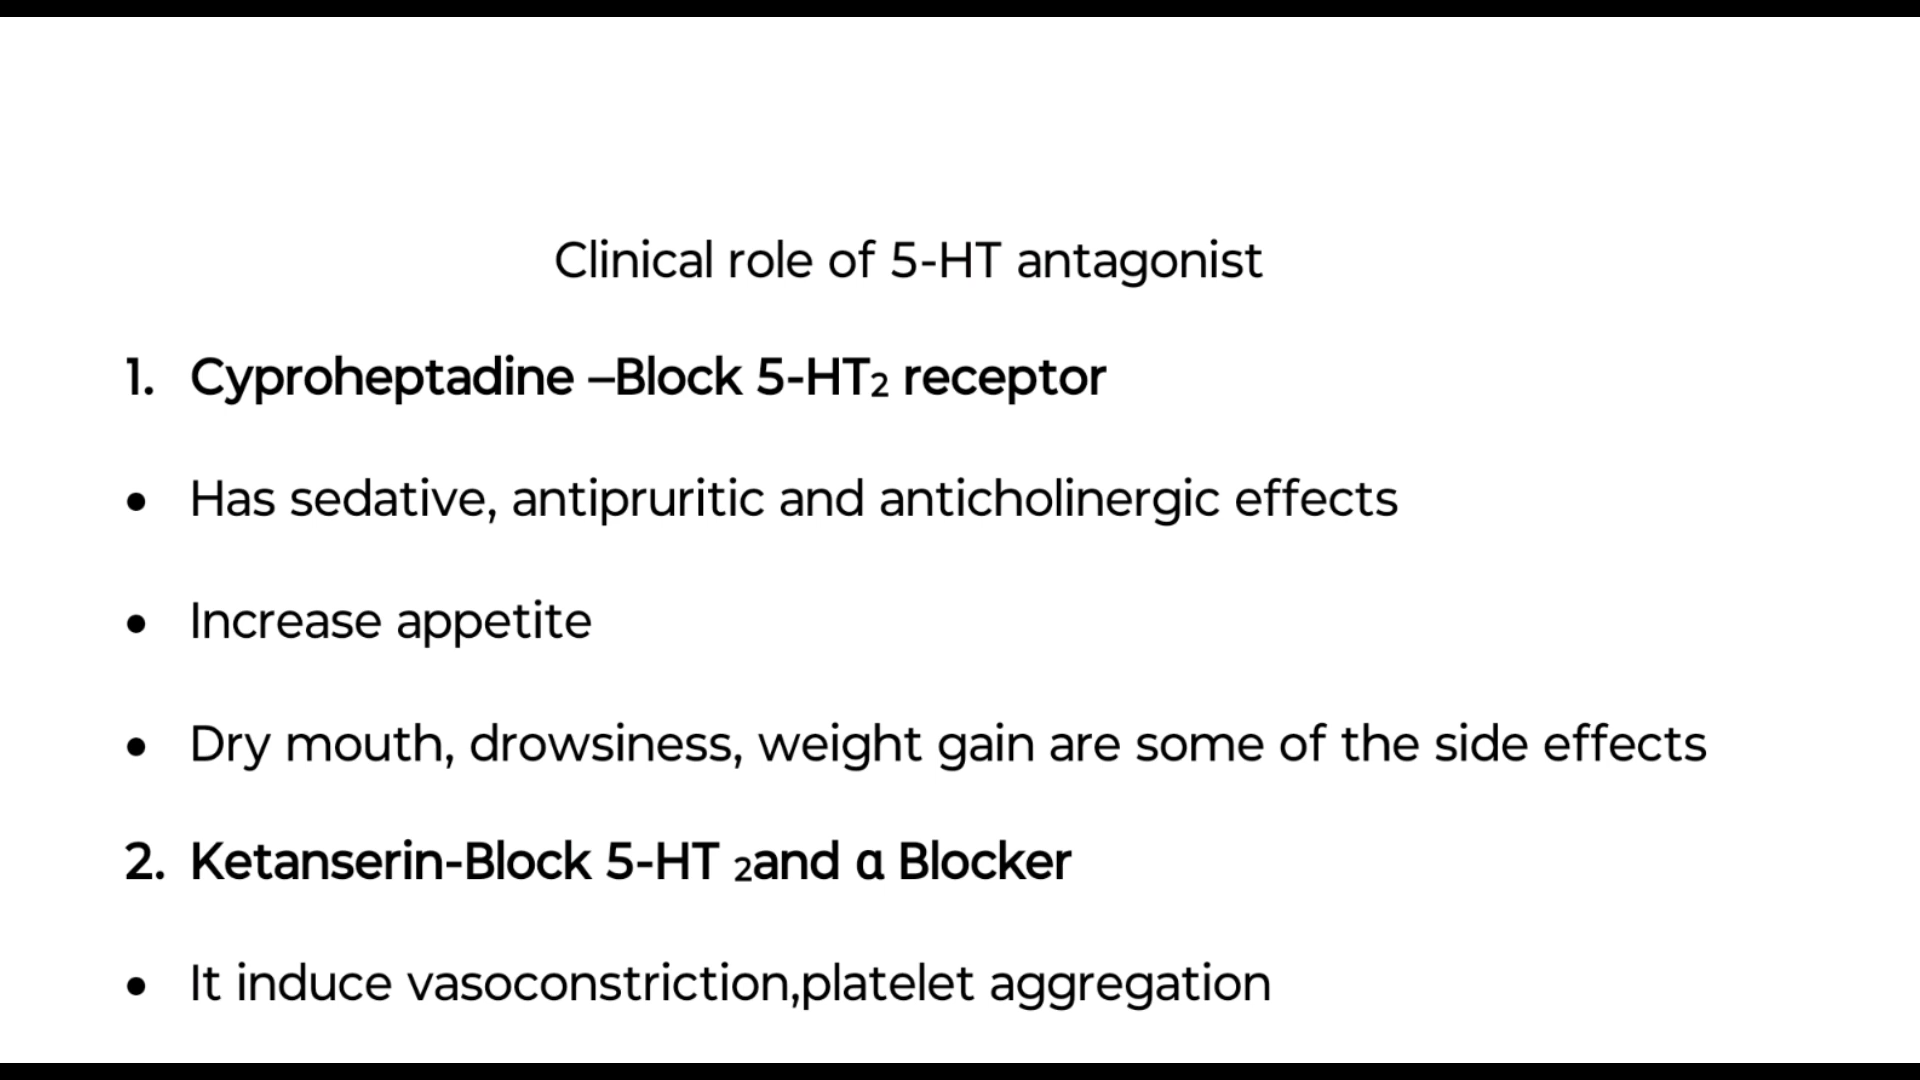 Clinical role of 5-HT antagonist
1. Cyproheptadine –Block 5-HT₂ receptor
• Has sedative, antipruritic and anticholinergic effects
• Increase appetite
• Dry mouth, drowsiness, weight gain are some of the side effects
2. Ketanserin-Block 5-HT ₂and α Blocker
• It induce vasoconstriction,platelet aggregation